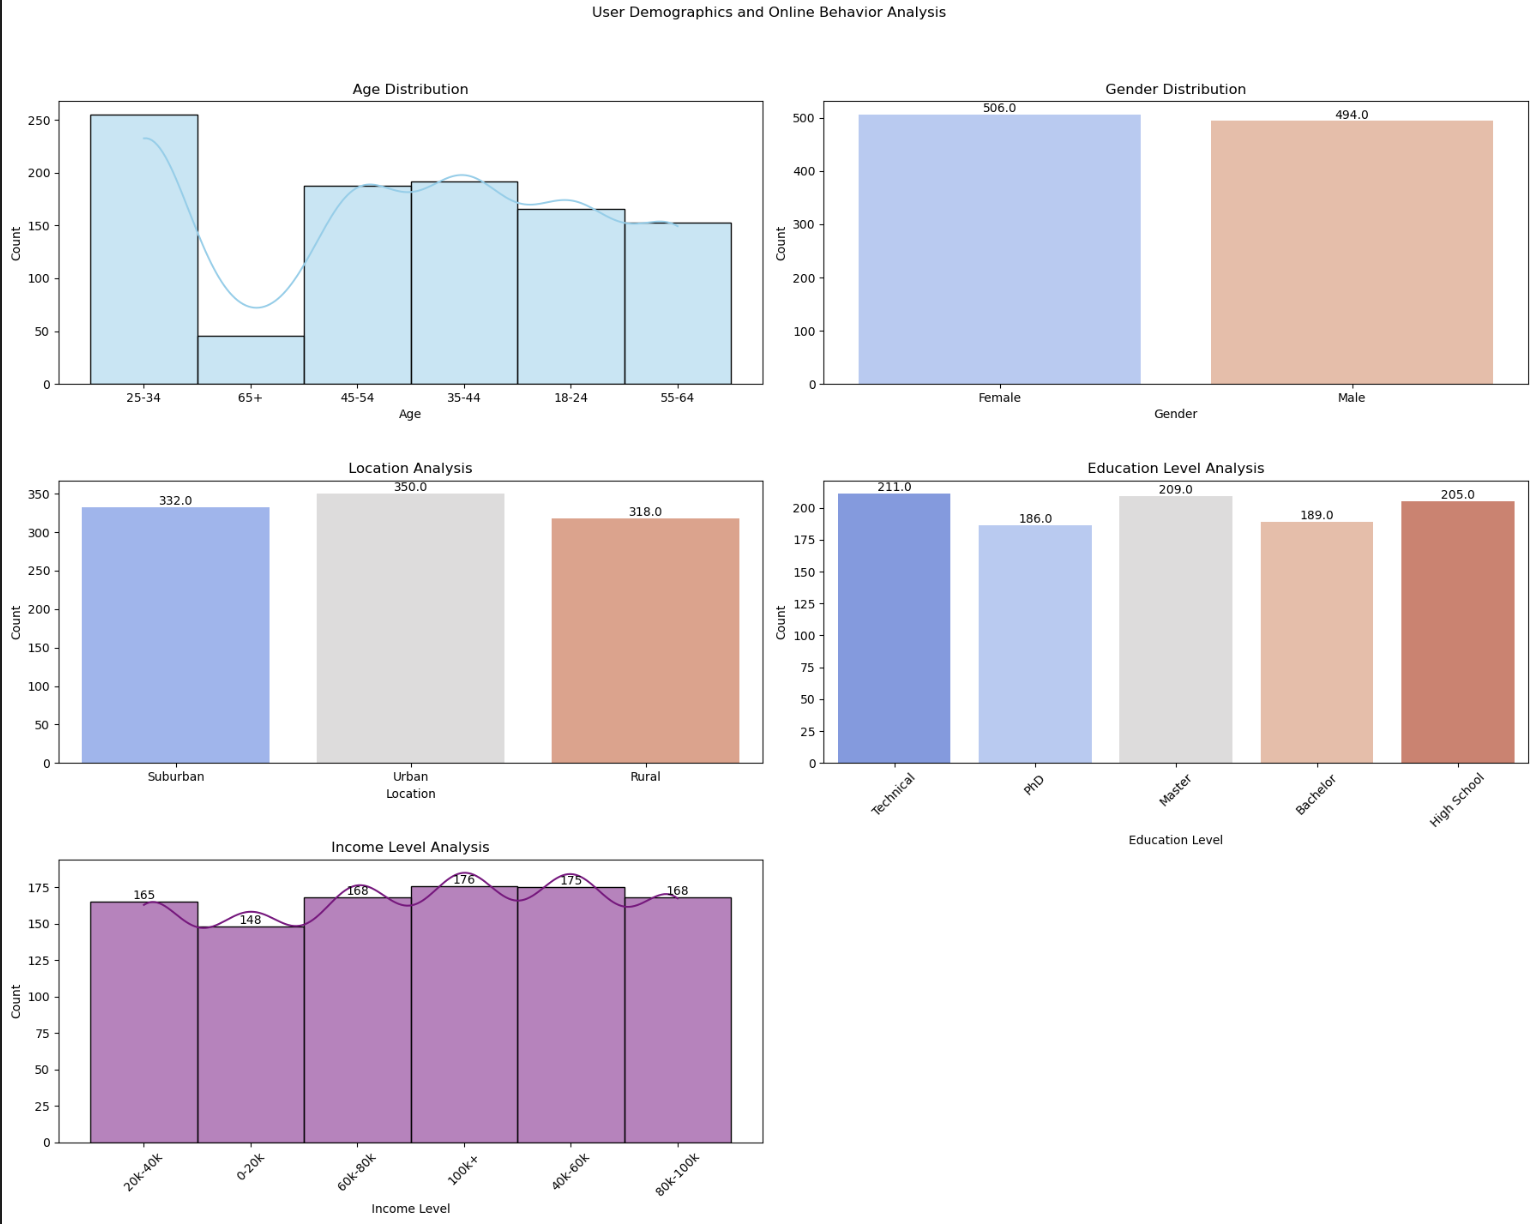 User Demographics and Online Behavior Analysis
Age Distribution
250
200
150
100
50
0
Count
25-34 65+ 45-54 35-44 18-24 55-64
Age
Gender Distribution
500
400
300
200
100
0
Count
506.0 494.0
Female Male
Gender
Location Analysis
350
300
250
200
150
100
50
0
Count
332.0 350.0 318.0
Suburban Urban Rural
Location
Education Level Analysis
200
175
150
125
100
75
50
25
0
Count
211.0 186.0 209.0 189.0 205.0
Technical PhD Master Bachelor High School
Education Level
Income Level Analysis
175
150
125
100
75
50
25
0
Count
165 148 168 176 175 168
20k-40k 0-20k 60k-80k 100k+ 40k-60k 80k-100k
Income Level